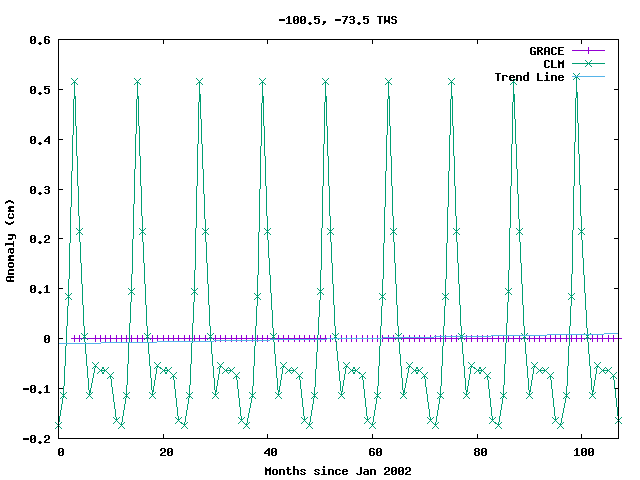 -100.5, -73.5 TWS
GRACE
CLM
Trend Line
0.6
0.5
0.4
0.3
0.2
0.1
0
-0.1
-0.2
Anomaly (cm)
0 20 40 60 80 100
Months since Jan 2002